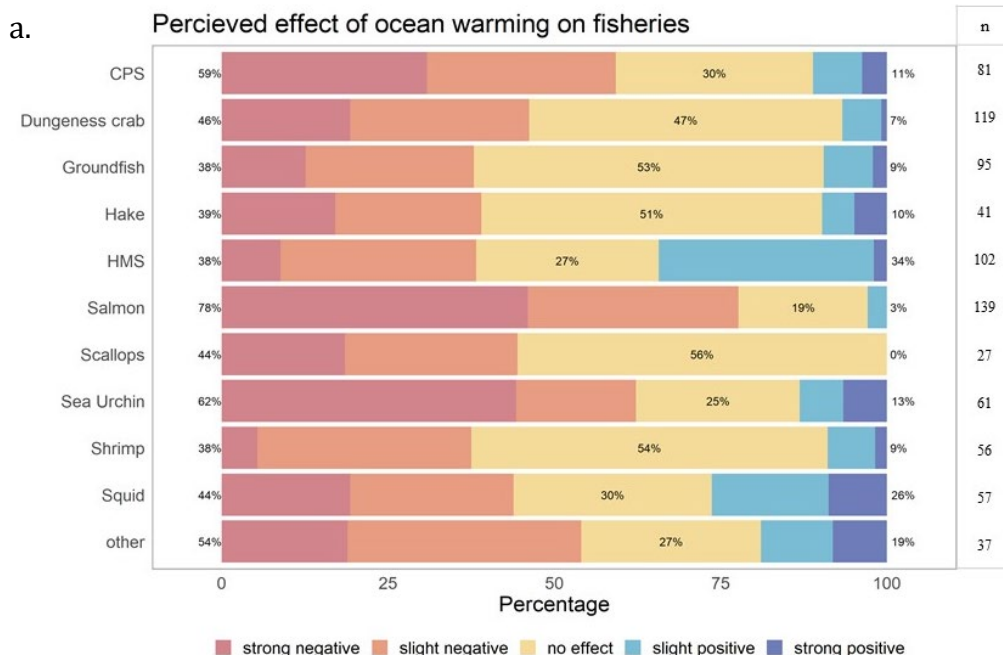 a.
Percieved effect of ocean warming on fisheries
n
CPS 59% 30% 11% 81
Dungeness crab 46% 47% 7% 119
Groundfish 38% 53% 9% 95
Hake 39% 51% 10% 41
HMS 38% 27% 34% 102
Salmon 78% 19% 3% 139
Scallops 44% 56% 0% 27
Sea Urchin 62% 25% 13% 61
Shrimp 38% 54% 9% 56
Squid 44% 30% 26% 57
other 54% 27% 19% 37
0 25 50 75 100
Percentage
strong negative slight negative no effect slight positive strong positive